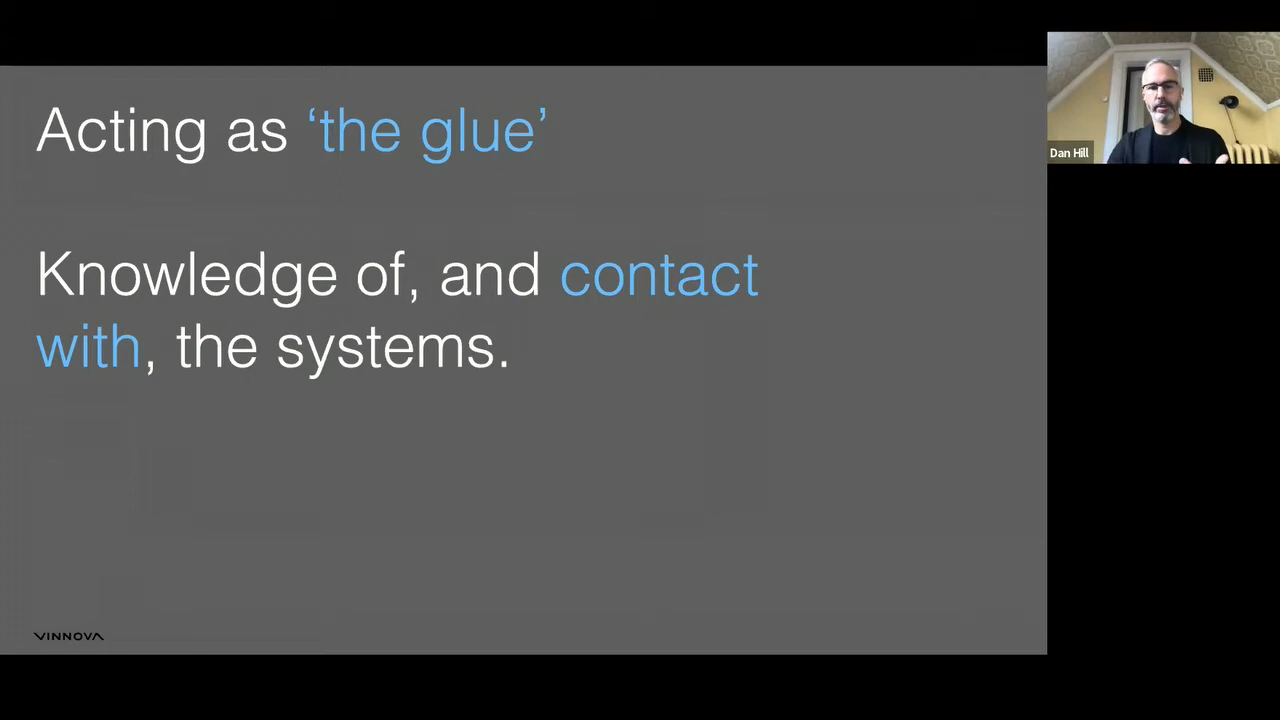 Acting as ‘the glue’
Knowledge of, and contact
with, the systems.
VINNOVA
Dan Hill